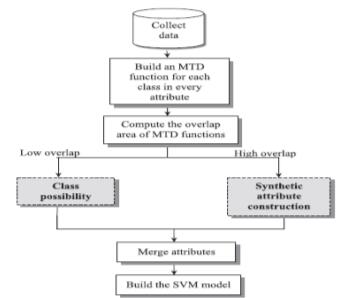 Collect
data
Build an MTD
function for each
class in every
attribute
Compute the overlap
area of MTD functions
Low overlap
High overlap
Class
possibility
Synthetic
attribute
construction
Merge attributes
Build the SVM model